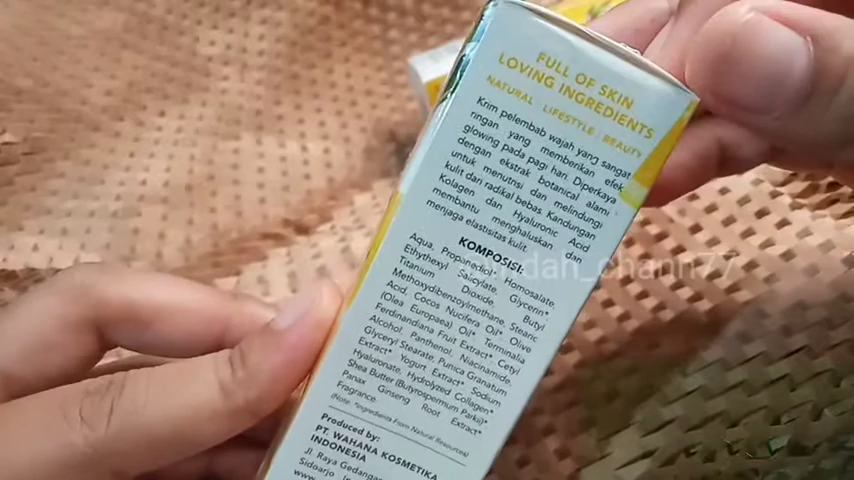 FULL OF SKIN
LOVING INGREDIENTS
NATURAL LIFESTYLE BEAUTY
Krim pelembab wajah yang sangat
ringan yang memberikan efek
glowing pada pagi hari. Diperkaya
dengan ekstrak botanical alami
untuk menutrisi dan melindungi
kulit dari radikal bebas. Kandungan
Kolagen dan Hyaluronic Acid
membantu menghaluskan dan
menjaga elastisitas kulit.
KOMPOSISI
Aqua, Propanediol*, Homosalate,
Ethylhexyl Glycerin*,
Titanium Dioxide, Butyl
Methoxydibenzoylmethane, Stearic
Acid, Cocos Nucifera Oil*, Olive
(Olea Europaea) Oil* Terminalia
Ferdinandiana Fruit Extract* Cetyl
Alcohol, Panthenol, Niacinamide,
Glyceryl Stearate, Punica Granatum
Extract* Yogurt Extract* Sodium
Hyaluronate, Hydrolyzed Collagen*
Shea Butter (Butyrospermum Parkii)*
Panax Ginseng Root Extract*
Fragrance.
Note: *(Ingredients from Natural Resources)
Produced by:
PT. WAHANA KOSMETIKA
INDONESIA
Jl. Raya Gedangan
Sidoarjo
_chann77